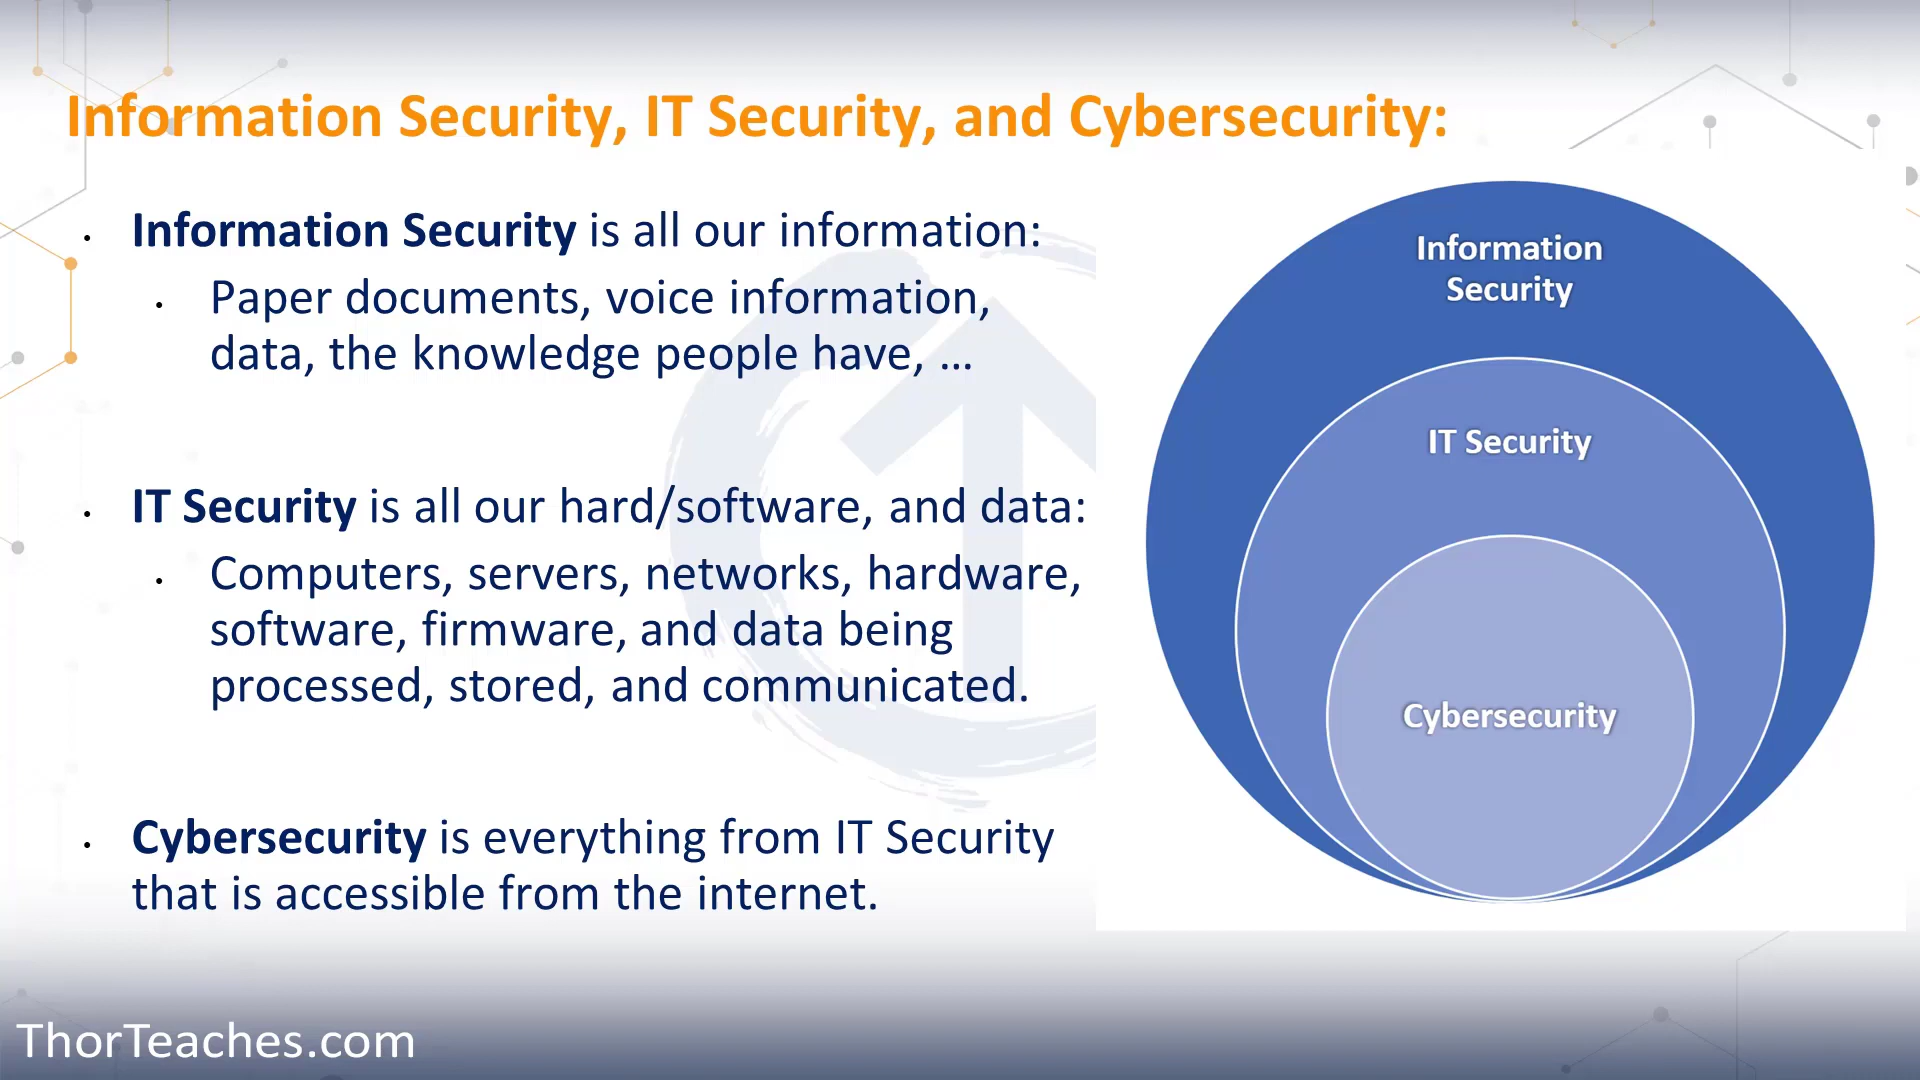 Information Security, IT Security, and Cybersecurity:
• Information Security is all our information:
• Paper documents, voice information,
data, the knowledge people have, …
• IT Security is all our hard/software, and data:
• Computers, servers, networks, hardware,
software, firmware, and data being
processed, stored, and communicated.
• Cybersecurity is everything from IT Security
that is accessible from the internet.
Information
Security
IT Security
Cybersecurity
ThorTeaches.com